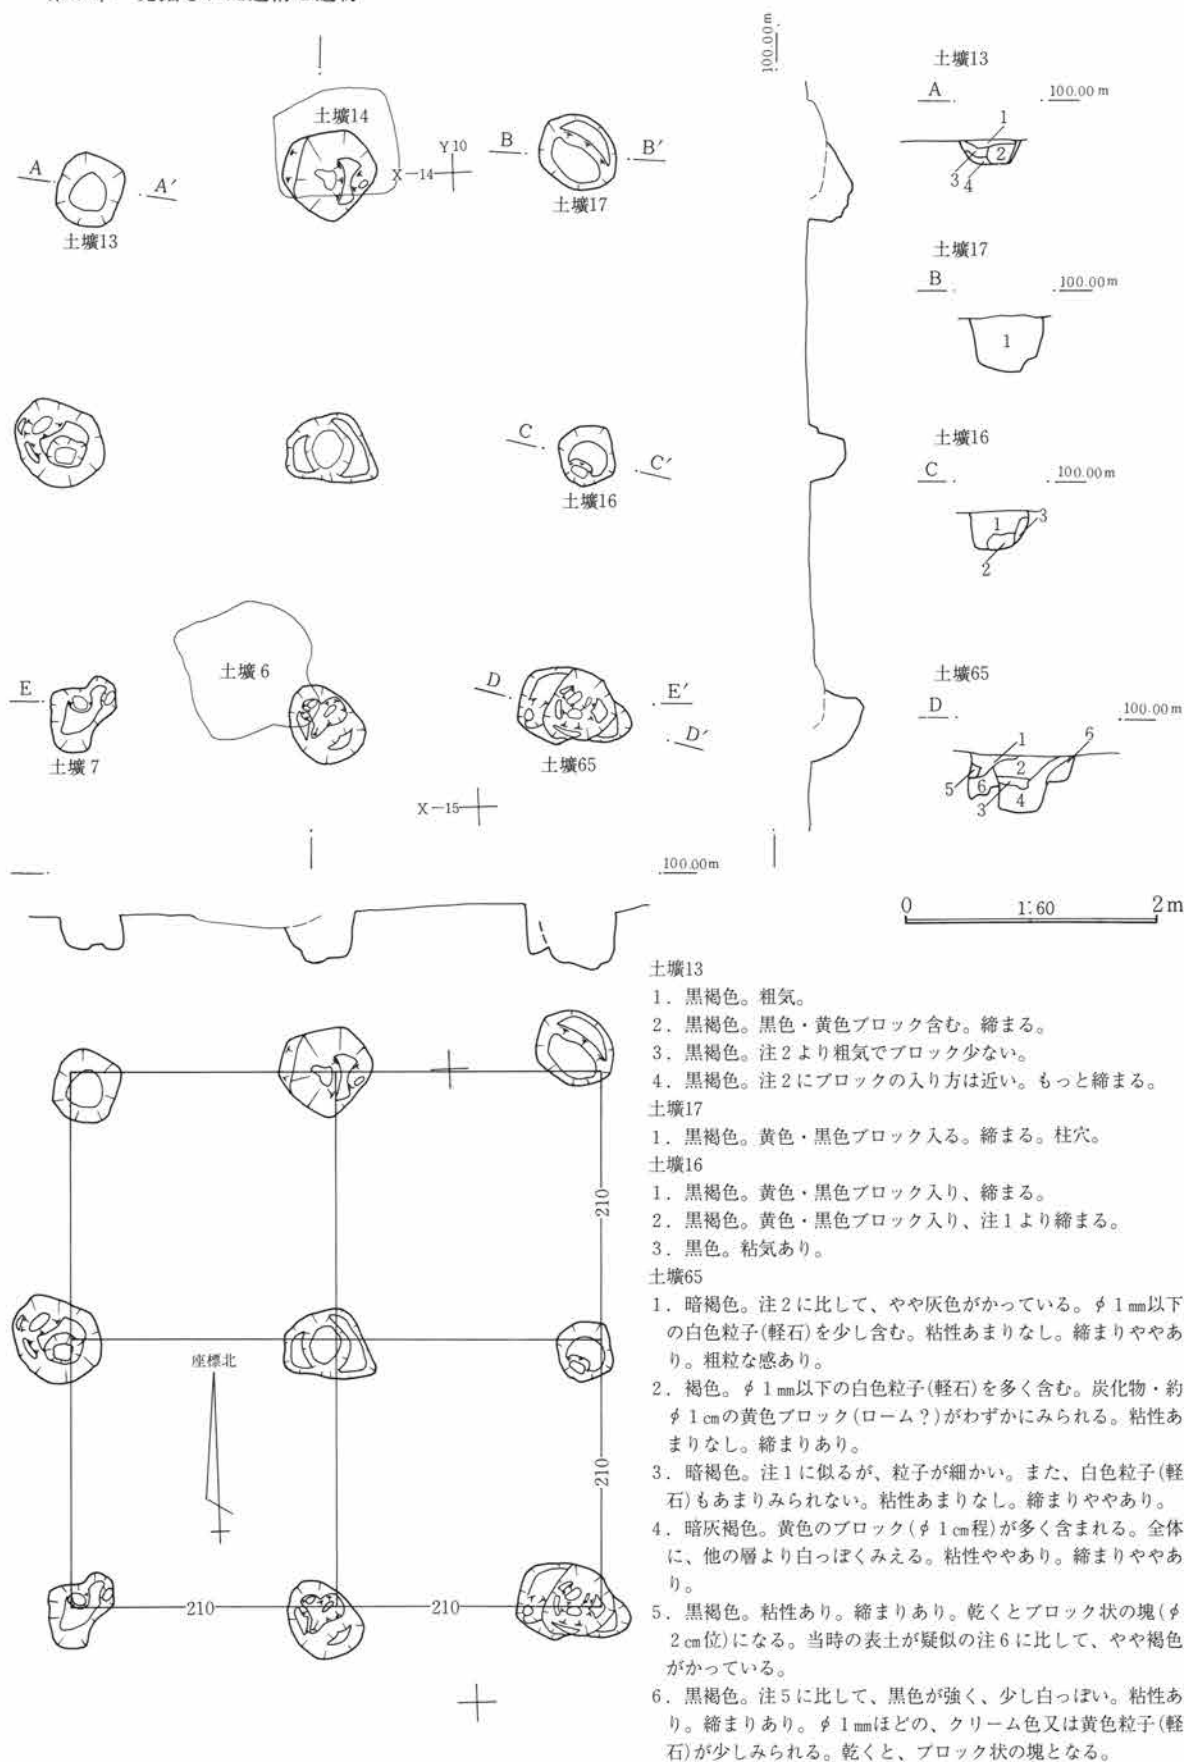 100.00m
土壙14
Y10
X－14
A
A′
土壙13
B
B′
土壙17
C
C′
土壙16
土壙6
E
土壙7
D
E′
D′
土壙65
X－15
100.00m
土壙13
A
100.00m
1
2
3
4
土壙17
B
100.00m
1
土壙16
C
100.00m
1
3
2
土壙65
D
100.00m
1
6
2
5
6
3
4
0
1:60
2m
210
座標北
210
210
210
土壙13
1．黒褐色。粗気。
2．黒褐色。黒色・黄色ブロック含む。締まる。
3．黒褐色。注2より粗気でブロック少ない。
4．黒褐色。注2にブロックの入り方は近い。もっと締まる。
土壙17
1．黒褐色。黄色・黒色ブロック入る。締まる。柱穴。
土壙16
1．黒褐色。黄色・黒色ブロック入り、締まる。
2．黒褐色。黄色・黒色ブロック入り、注1より締まる。
3．黒色。粘気あり。
土壙65
1．暗褐色。注2に比して、やや灰色がかっている。φ1㎜以下
の白色粒子(軽石)を少し含む。粘性あまりなし。締まりややあ
り。粗粒な感あり。
2．褐色。φ1㎜以下の白色粒子(軽石)を多く含む。炭化物・約
φ1㎝の黄色ブロック(ローム？)がわずかにみられる。粘性あ
まりなし。締まりあり。
3．暗褐色。注1に似るが、粒子が細かい。また、白色粒子(軽
石)もあまりみられない。粘性あまりなし。締まりややあり。
4．暗灰褐色。黄色のブロック(φ1㎝程)が多く含まれる。全体
に、他の層より白っぽくみえる。粘性ややあり。締まりややあ
り。
5．黒褐色。粘性あり。締まりあり。乾くとブロック状の塊(φ
2㎝位)になる。当時の表土が疑似の注6に比して、やや褐色
がかっている。
6．黒褐色。注5に比して、黒色が強く、少し白っぽい。粘性あ
り。締まりあり。φ1㎜ほどの、クリーム色又は黄色粒子(軽
石)が少しみられる。乾くと、ブロック状の塊となる。